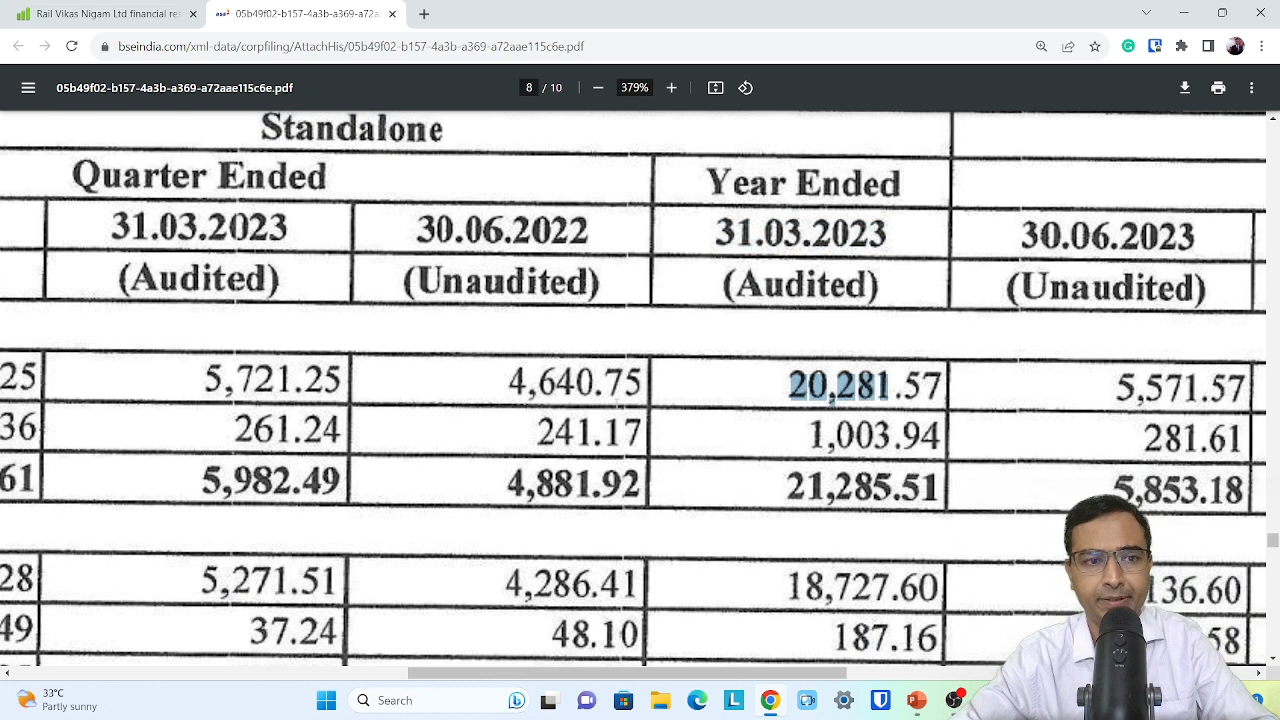 Rail Vikas Nigam Ltd financial res
05b49f02-b157-4a3b-a369-a72aa
bseindia.com/xml-data/corpfiling/AttachHis/05b49f02-b157-4a3b-a369-a72aae115c6e.pdf
05b49f02-b157-4a3b-a369-a72aae115c6e.pdf
8 / 10
379%
Standalone
Quarter Ended Year Ended
31.03.2023 30.06.2022 31.03.2023 30.06.2023
(Audited) (Unaudited) (Audited) (Unaudited)
25 5,721.25 4,640.75 20,281.57 5,571.57
36 261.24 241.17 1,003.94 281.61
61 5,982.49 4,881.92 21,285.51 5,853.18
28 5,271.51 4,286.41 18,727.60 136.60
49 37.24 48.10 187.16 58
33°C
Partly sunny
Search